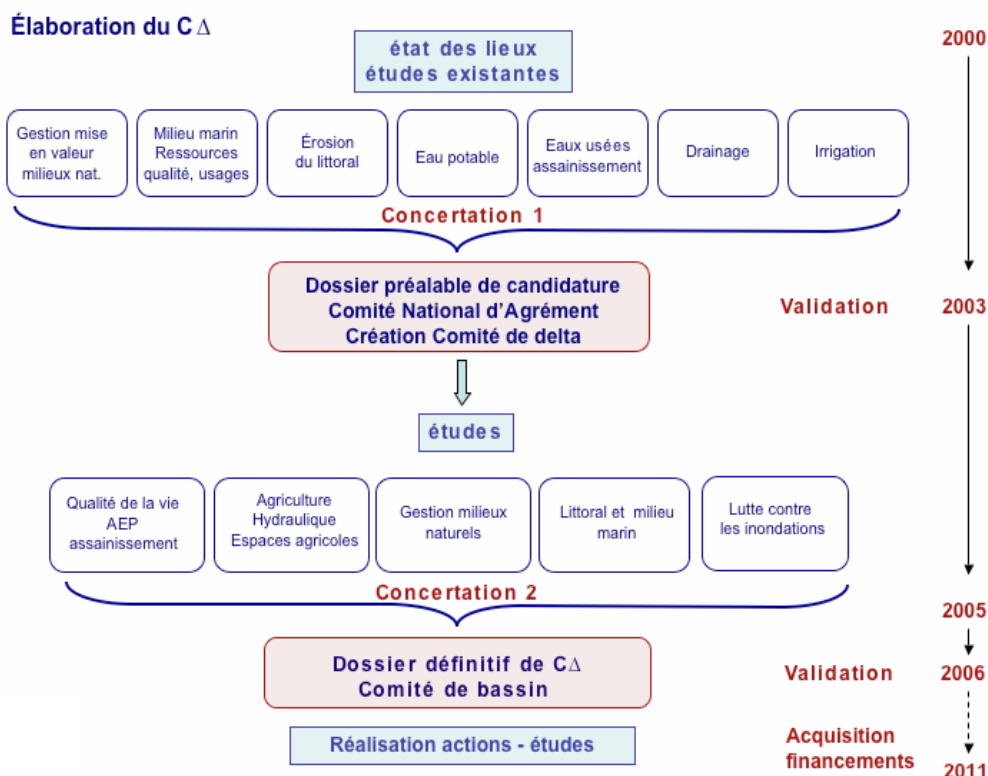 Élaboration du C Δ
état des lieux
études existantes
2000
Gestion mise
en valeur
milieux nat.
Milieu marin
Ressources
qualité, usages
Érosion
du littoral
Eau potable
Eaux usées
assainissement
Drainage
Irrigation
Concertation 1
Dossier préalable de candidature
Comité National d'Agrément
Création Comité de delta
Validation 2003
études
Qualité de la vie
AEP
assainissement
Agriculture
Hydraulique
Espaces agricoles
Gestion milieux
naturels
Littoral et milieu
marin
Lutte contre
les inondations
Concertation 2
2005
Dossier définitif de CΔ
Comité de bassin
Validation 2006
Réalisation actions - études
Acquisition
financements
2011